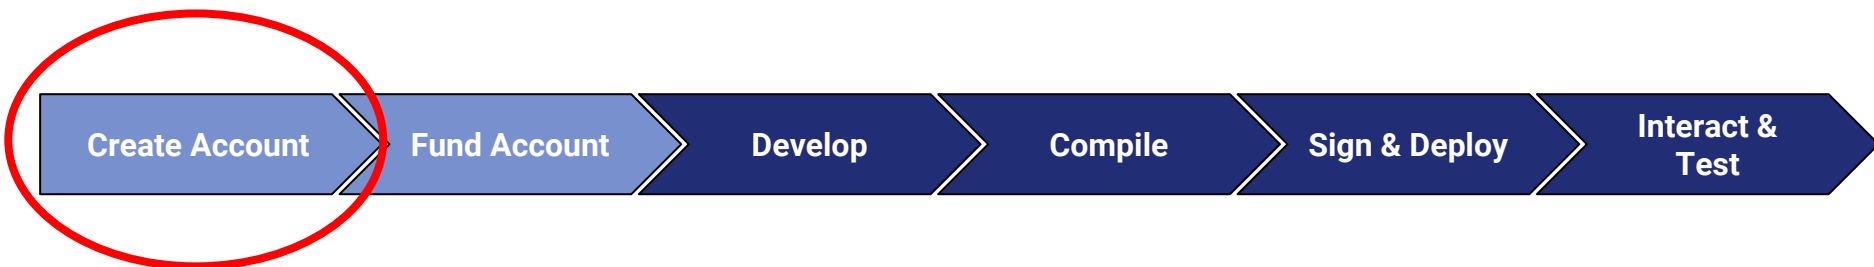 Create Account
Fund Account
Develop
Compile
Sign & Deploy
Interact &
Test